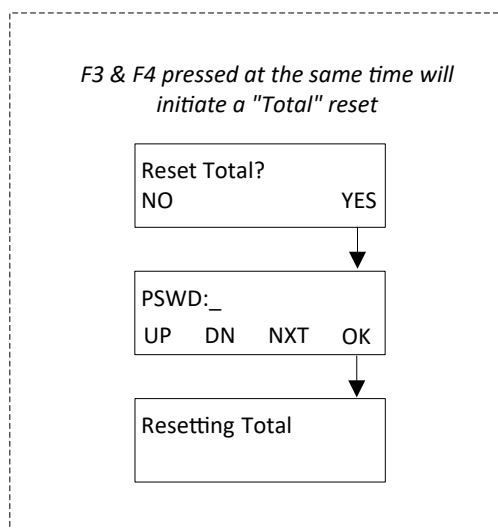 F3 & F4 pressed at the same time will
initiate a "Total" reset
Reset Total?
NO YES
PSWD:_
UP DN NXT OK
Resetting Total